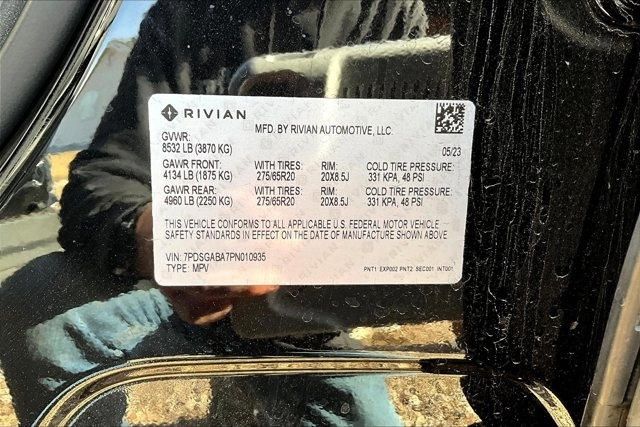 RIVIAN
MFD. BY RIVIAN AUTOMOTIVE, LLC.
GVWR:
8532 LB (3870 KG)
05/23
GAWR FRONT: WITH TIRES: RIM: COLD TIRE PRESSURE:
4134 LB (1875 KG) 275/65R20 20X8.5J 331 KPA, 48 PSI
GAWR REAR: WITH TIRES: RIM: COLD TIRE PRESSURE:
4960 LB (2250 KG) 275/65R20 20X8.5J 331 KPA, 48 PSI
THIS VEHICLE CONFORMS TO ALL APPLICABLE U.S. FEDERAL MOTOR VEHICLE
SAFETY STANDARDS IN EFFECT ON THE DATE OF MANUFACTURE SHOWN ABOVE
VIN: 7PDSGABA7PN010935
TYPE: MPV
PNT1 EXP002 PNT2 SEC001 INT001